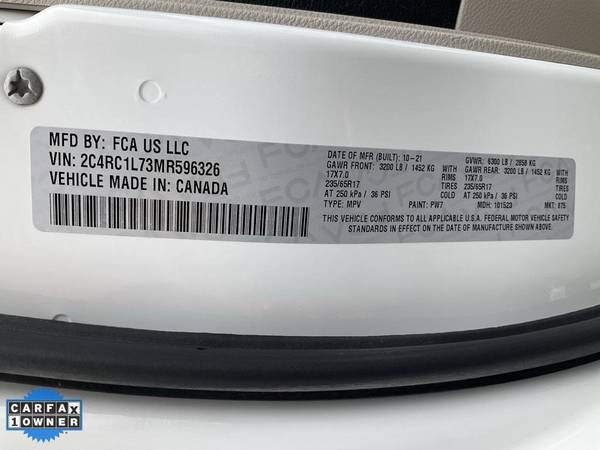 MFD BY: FCA US LLC
VIN: 2C4RC1L73MR596326
VEHICLE MADE IN: CANADA
DATE OF MFR (BUILT): 10-21 GVWR: 6300 LB / 2858 KG
GAWR FRONT: 3200 LB / 1452 KG WITH GAWR REAR: 3200 LB / 1452 KG WITH
17X7.0 RIMS 17X7.0 RIMS
235/65R17 TIRES 235/65R17 TIRES
AT 250 kPa / 36 PSI COLD AT 250 kPa / 36 PSI COLD
TYPE: MPV PAINT: PW7 MDH: 101523 MKT: 875
THIS VEHICLE CONFORMS TO ALL APPLICABLE U.S.A. FEDERAL MOTOR VEHICLE SAFETY
STANDARDS IN EFFECT ON THE DATE OF MANUFACTURE SHOWN ABOVE.
CARFAX
1 OWNER